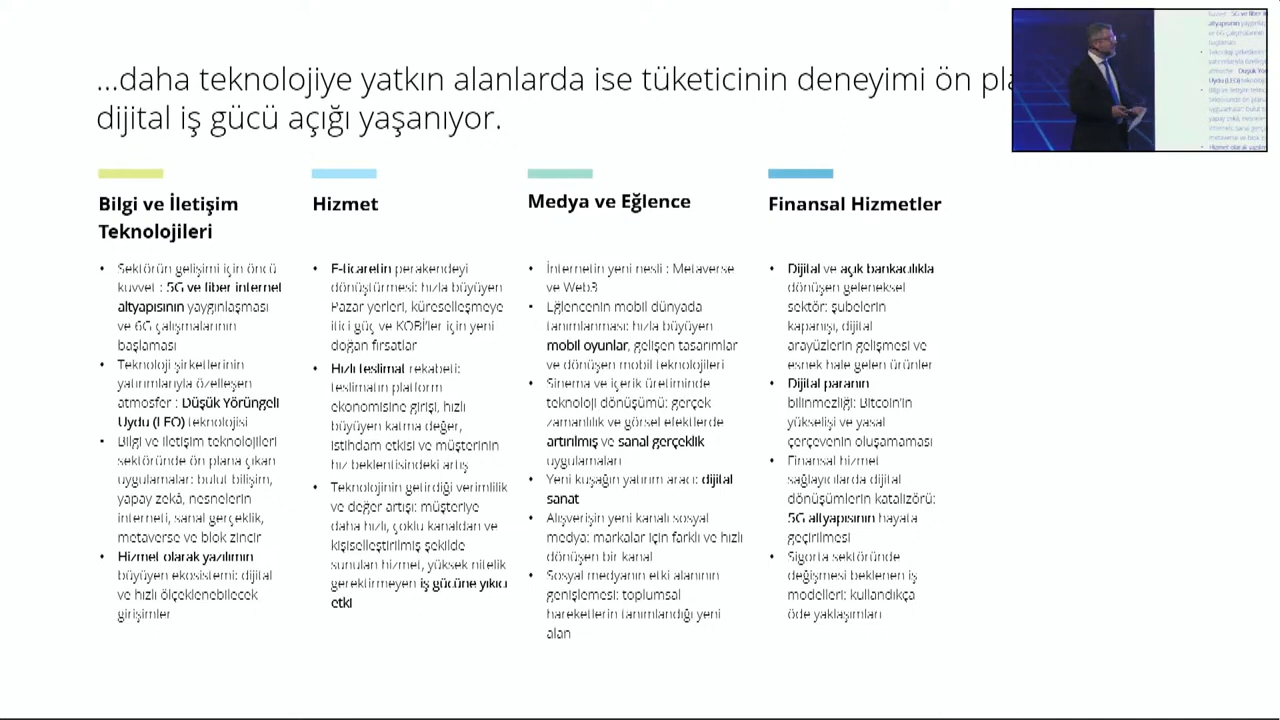 ...daha teknolojiye yatkın alanlarda ise tüketicinin deneyimi ön
dijital iş gücü açığı yaşanıyor.
Bilgi ve İletişim
Teknolojileri
• Sektörün gelişimi için öncü
kuvvet : 5G ve fiber internet
altyapısının yaygınlaşması
ve 6G çalışmalarının
başlaması
• Teknoloji şirketlerinin
yatırımlarıyla özelleşen
atmosfer : Düşük Yörüngeli
Uydu (LEO) teknolojisi
• Bilgi ve iletişim teknolojileri
sektöründe ön plana çıkan
uygulamalar: bulut bilişim,
yapay zekâ, nesnelerin
interneti, sanal gerçeklik,
metaverse ve blok zincir
• Hizmet olarak yazılımın
büyüyen ekosistemi: dijital
ve hızlı ölçeklenebilecek
girişimler
Hizmet
• E-ticaretin perakendeyi
dönüştürmesi: hızla büyüyen
Pazar yerleri, küreselleşmeye
itici güç ve KOBİ'ler için yeni
doğan fırsatlar
• Hızlı teslimat rekabeti:
teslimatın platform
ekonomisine girişi, hızlı
büyüyen katma değer,
istihdam etkisi ve müşterinin
hız beklentisindeki artış
• Teknolojinin getirdiği verimlilik
ve değer artışı: müşteriye
daha hızlı, çoklu kanaldan ve
kişiselleştirilmiş şekilde
sunulan hizmet, yüksek nitelik
gerektirmeyen iş gücüne yıkıcı
etki
Medya ve Eğlence
• İnternetin yeni nesli : Metaverse
ve Web3
• Eğlencenin mobil dünyada
tanımlanması: hızla büyüyen
mobil oyunlar, gelişen tasarımlar
ve dönüşen mobil teknolojileri
• Sinema ve içerik üretiminde
teknoloji dönüşümü: gerçek
zamanlılık ve görsel efektlerde
artırılmış ve sanal gerçeklik
uygulamaları
• Yeni kuşağın yatırım aracı: dijital
sanat
• Alışverişin yeni kanalı sosyal
medya: markalar için farklı ve hızlı
dönüşen bir kanal
• Sosyal medyanın etki alanının
genişlemesi: toplumsal
hareketlerin tanımlandığı yeni
alan
Finansal Hizmetler
• Dijital ve açık bankacılıkla
dönüşen geleneksel
sektör: şubelerin
kapanışı, dijital
arayüzlerin gelişmesi ve
esnek hale gelen ürünler
• Dijital paranın
bilinmezliği: Bitcoin'in
yükselişi ve yasal
çerçevenin oluşamaması
• Finansal hizmet
sağlayıcılarda dijital
dönüşümlerin katalizörü:
5G altyapısının hayata
geçirilmesi
• Sigorta sektöründe
değişmesi beklenen iş
modelleri: kullandıkça
öde yaklaşımları